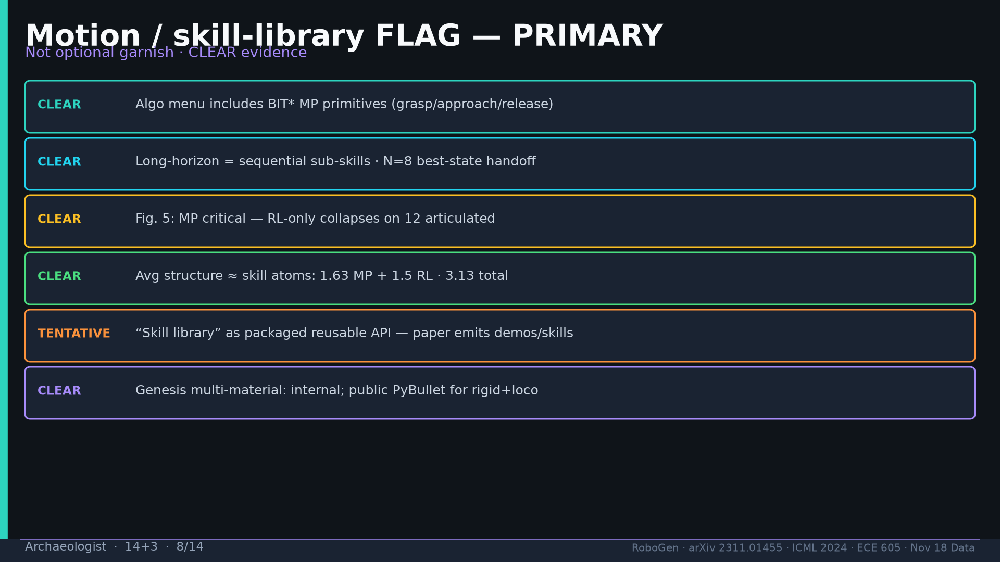 Motion / skill-library FLAG — PRIMARY
Not optional garnish · CLEAR evidence
CLEAR Algo menu includes BIT* MP primitives (grasp/approach/release)
CLEAR Long-horizon = sequential sub-skills · N=8 best-state handoff
CLEAR Fig. 5: MP critical — RL-only collapses on 12 articulated
CLEAR Avg structure ≈ skill atoms: 1.63 MP + 1.5 RL · 3.13 total
TENTATIVE “Skill library” as packaged reusable API — paper emits demos/skills
CLEAR Genesis multi-material: internal; public PyBullet for rigid+loco
Archaeologist · 14+3 · 8/14
RoboGen · arXiv 2311.01455 · ICML 2024 · ECE 605 · Nov 18 Data